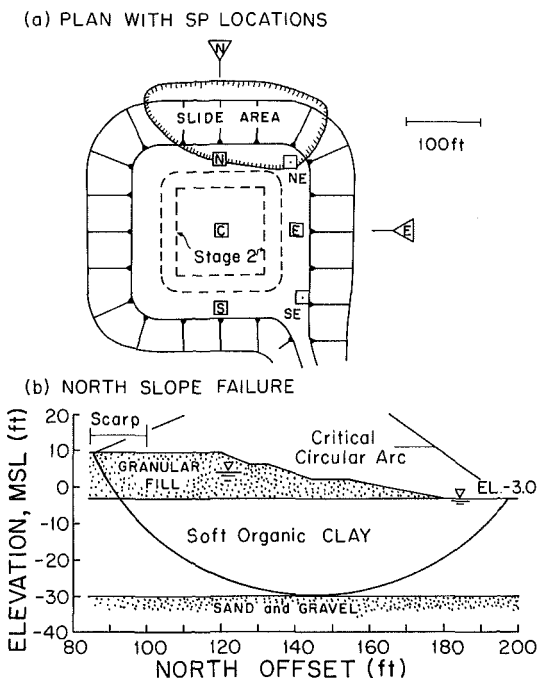 (a) PLAN WITH SP LOCATIONS
N
SLIDE AREA
100ft
N
NE
C
E
E
Stage 2
S
SE
(b) NORTH SLOPE FAILURE
20
Scarp
10
GRANULAR
FILL
Critical
Circular Arc
0
EL.-3.0
-10
Soft Organic CLAY
-20
-30
SAND and GRAVEL
-40
80
100
120
140
160
180
200
ELEVATION, MSL (ft)
NORTH OFFSET (ft)